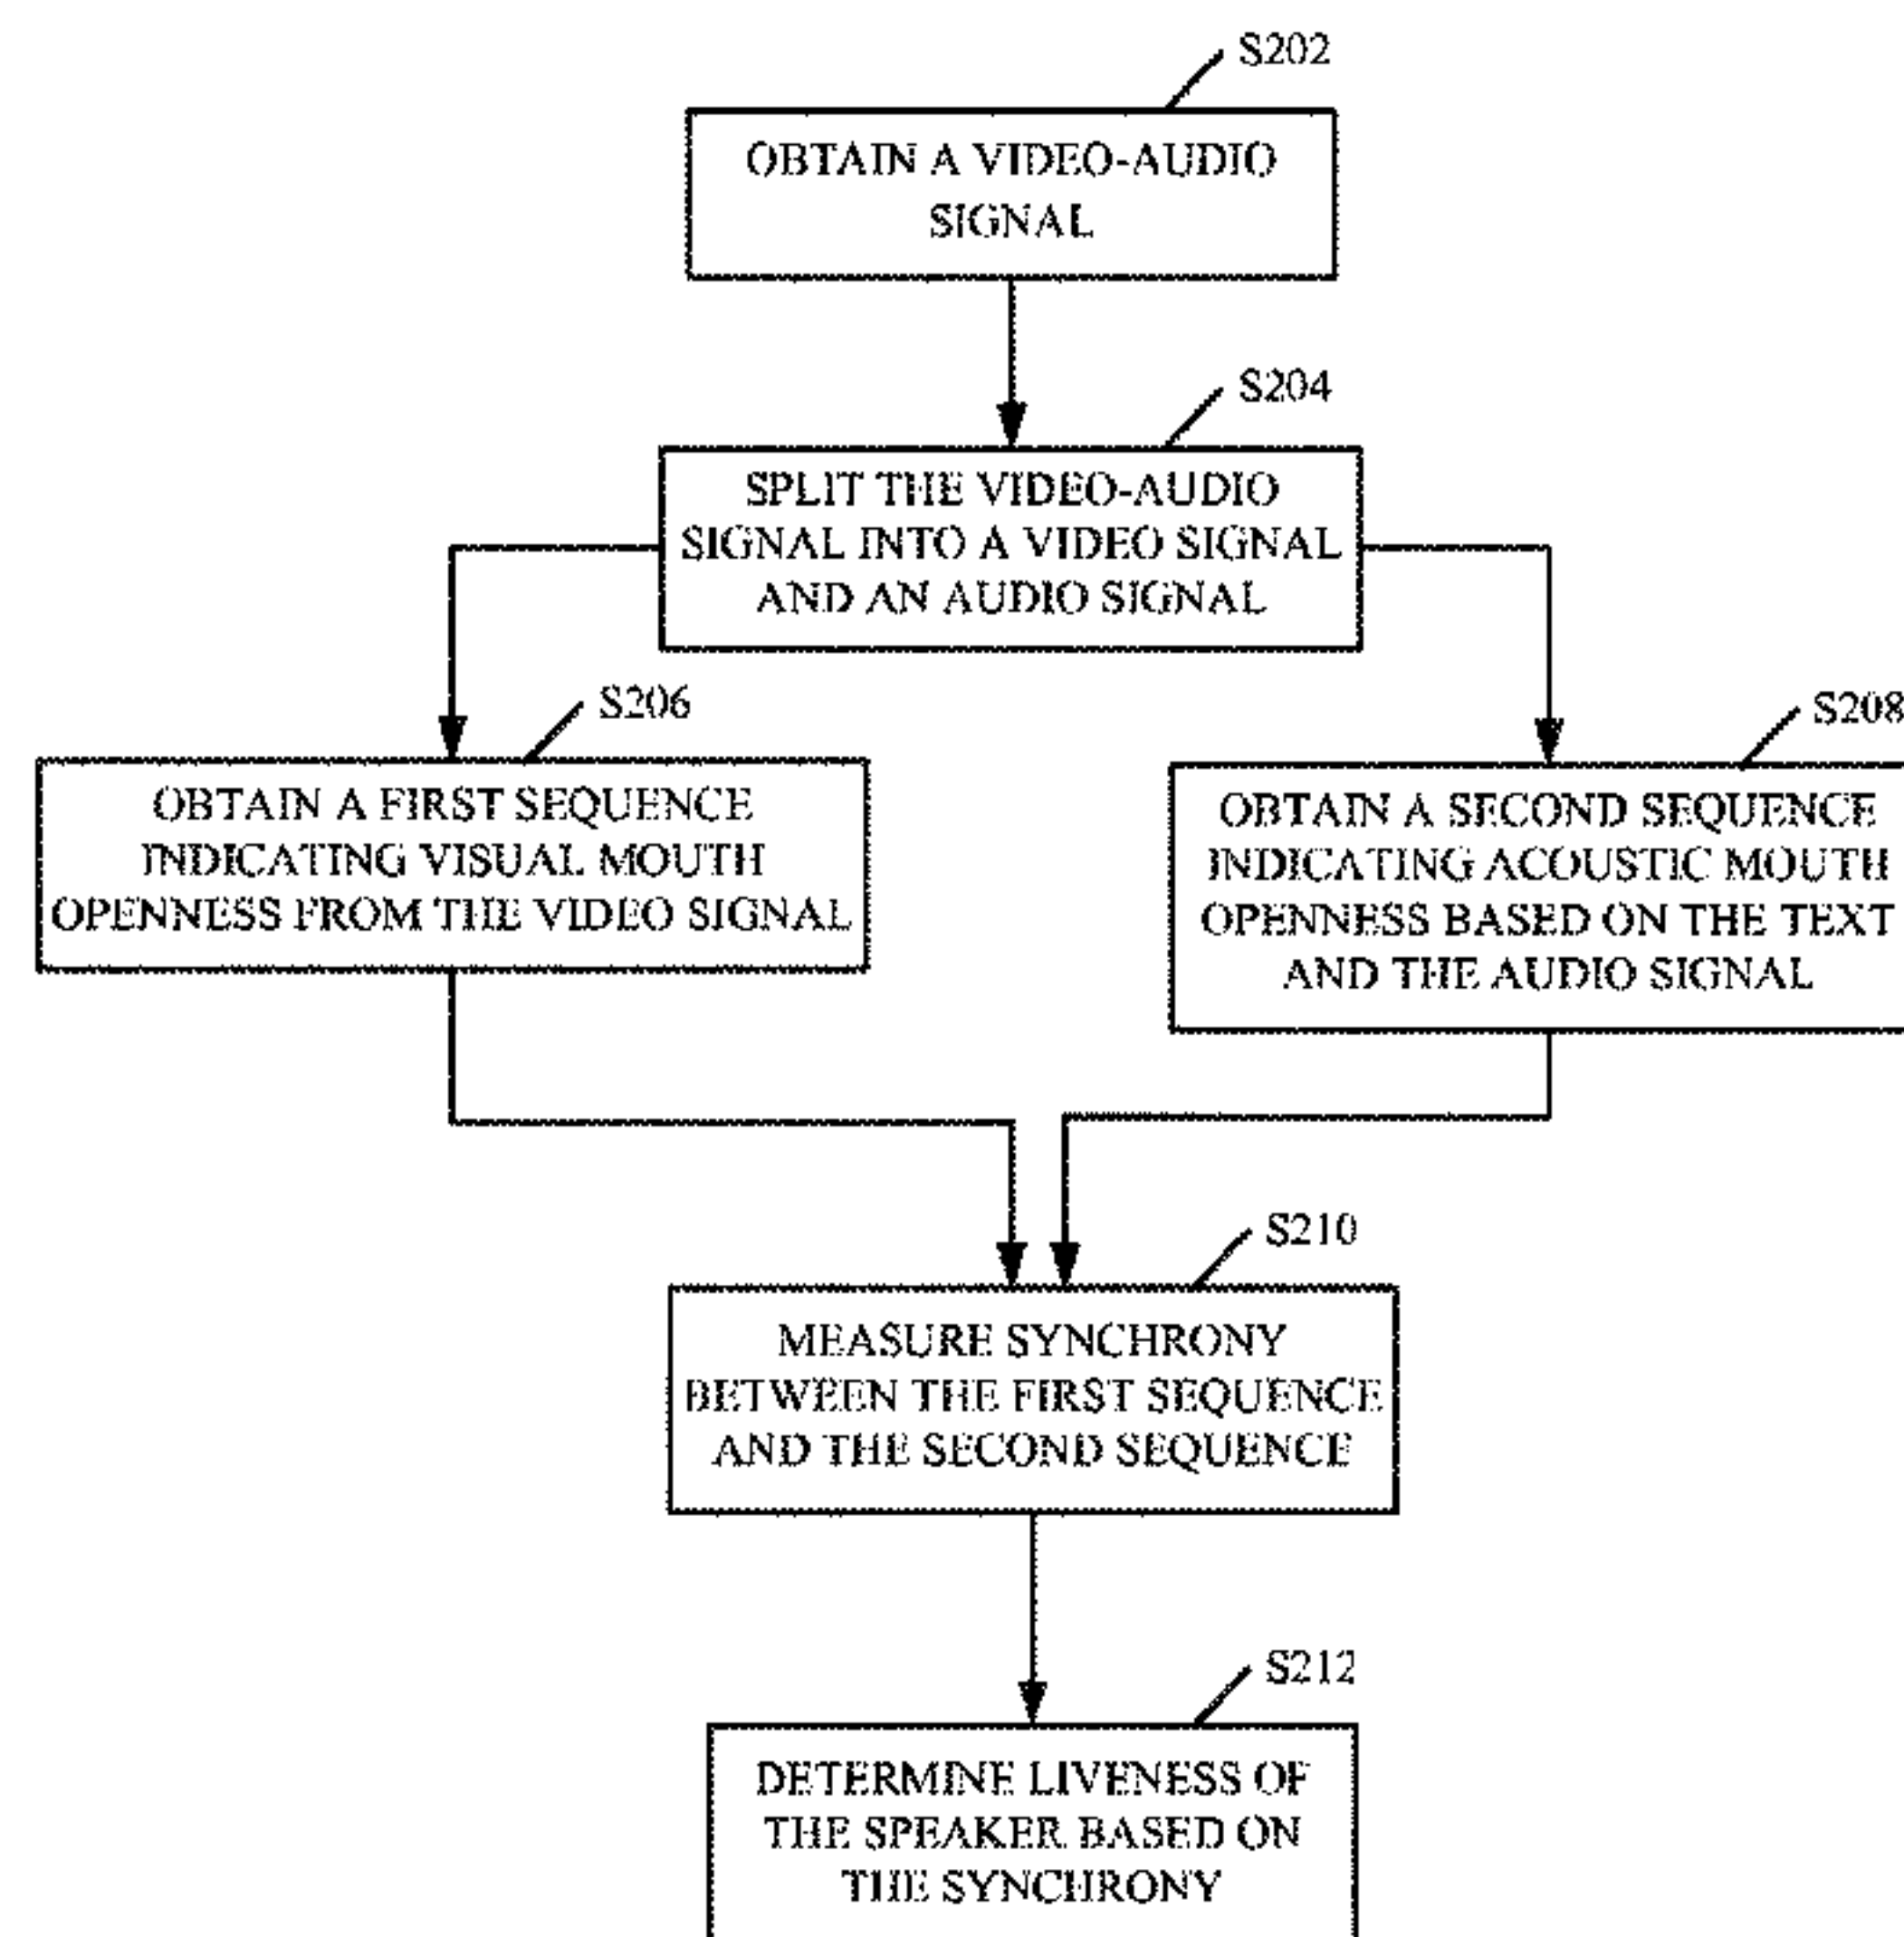 S202
OBTAIN A VIDEO-AUDIO
SIGNAL
S204
SPLIT THE VIDEO-AUDIO
SIGNAL INTO A VIDEO SIGNAL
AND AN AUDIO SIGNAL
S206
OBTAIN A FIRST SEQUENCE
INDICATING VISUAL MOUTH
OPENNESS FROM THE VIDEO SIGNAL
S208
OBTAIN A SECOND SEQUENCE
INDICATING ACOUSTIC MOUTH
OPENNESS BASED ON THE TEXT
AND THE AUDIO SIGNAL
S210
MEASURE SYNCHRONY
BETWEEN THE FIRST SEQUENCE
AND THE SECOND SEQUENCE
S212
DETERMINE LIVENESS OF
THE SPEAKER BASED ON
THE SYNCHRONY